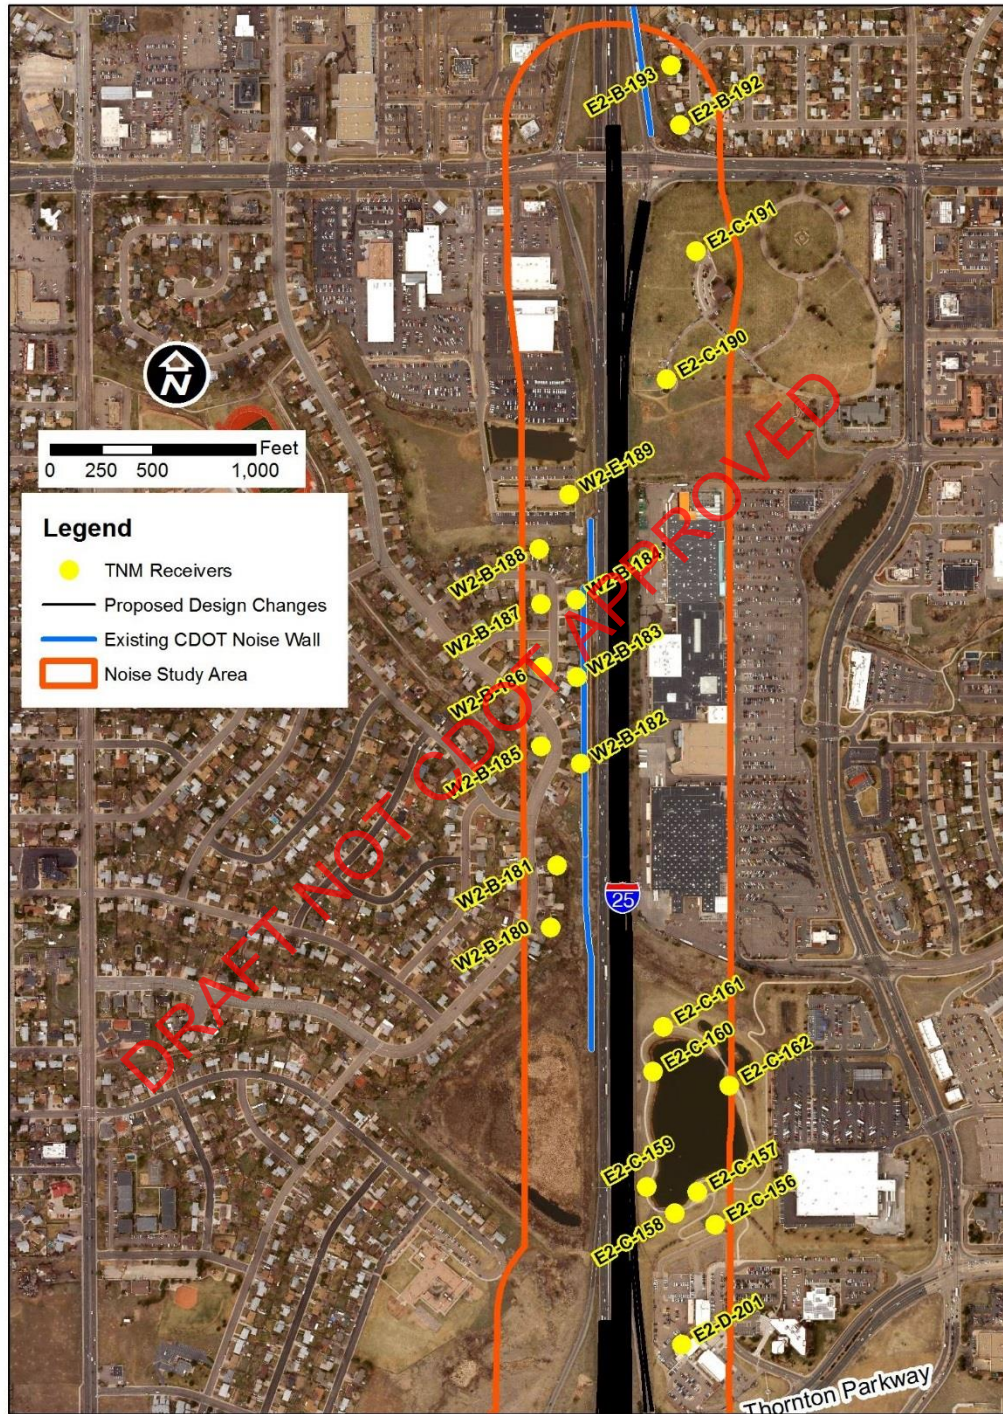 E2-B-193
E2-B-192
E2-C-191
E2-C-190
N
Feet
0 250 500 1,000
W2-E-189
Legend
TNM Receivers
Proposed Design Changes
Existing CDOT Noise Wall
Noise Study Area
W2-B-188
W2-B-184
W2-B-187
W2-B-183
W2-B-186
W2-B-182
W2-B-185
W2-B-181
25
W2-B-180
E2-C-161
E2-C-160
E2-C-162
E2-C-159
E2-C-157
E2-C-156
E2-C-158
E2-D-201
Thornton Parkway
DRAFT NOT CDOT APPROVED